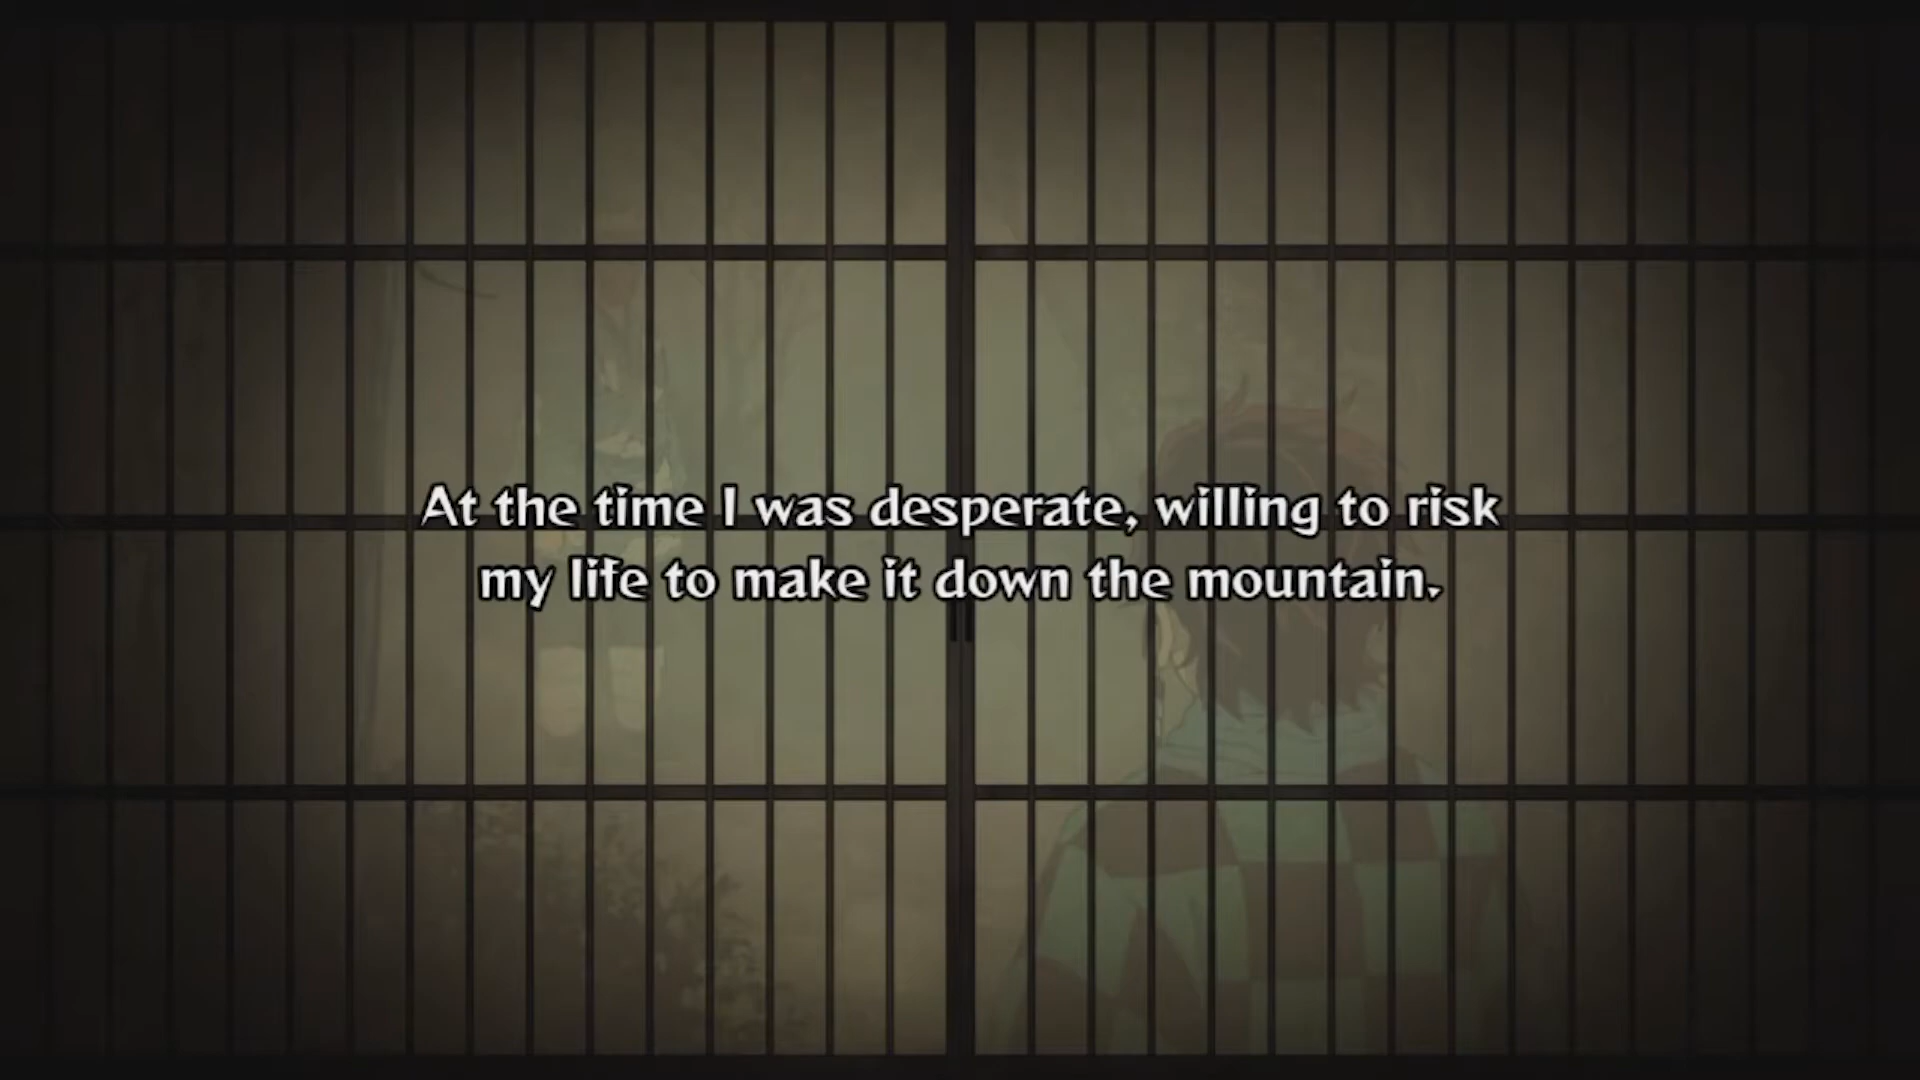 At the time I was desperate, willing to risk
my life to make it down the mountain.